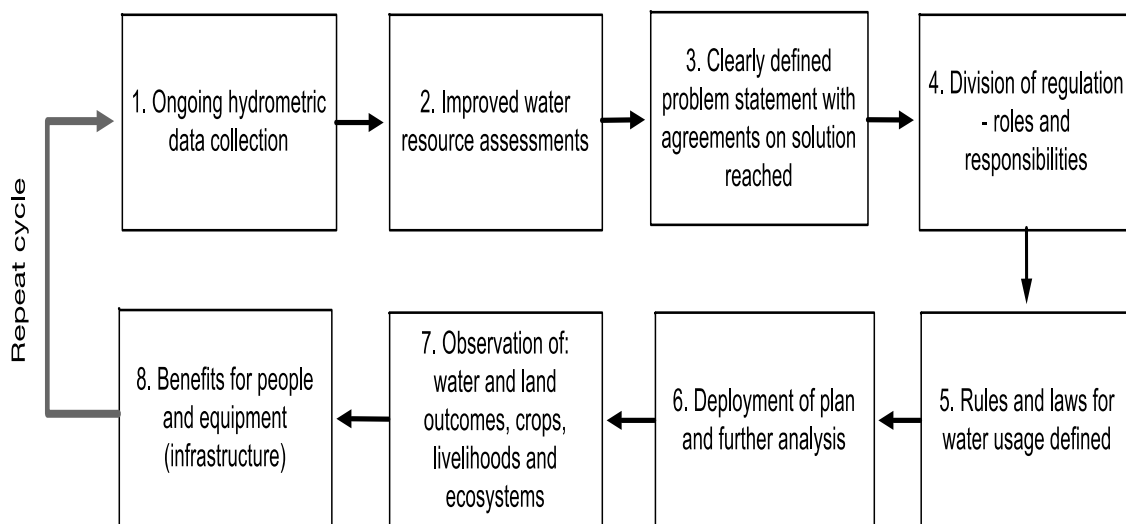 1. Ongoing hydrometric
data collection
2. Improved water
resource assessments
3. Clearly defined
problem statement with
agreements on solution
reached
4. Division of regulation
- roles and
responsibilities
Repeat cycle
8. Benefits for people
and equipment
(infrastructure)
7. Observation of:
water and land
outcomes, crops,
livelihoods and
ecosystems
6. Deployment of plan
and further analysis
5. Rules and laws for
water usage defined